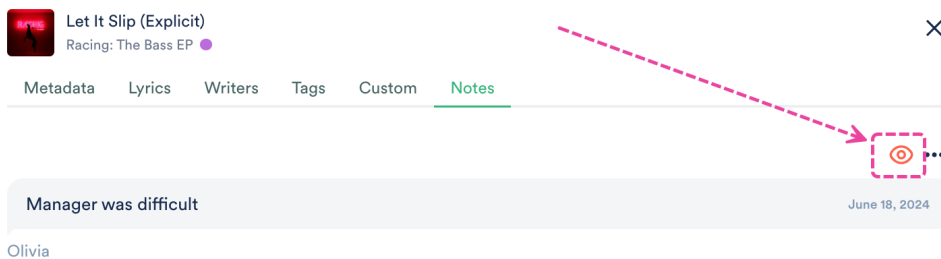 RACING
Let It Slip (Explicit)
Racing: The Bass EP
Metadata Lyrics Writers Tags Custom Notes
Manager was difficult June 18, 2024
Olivia